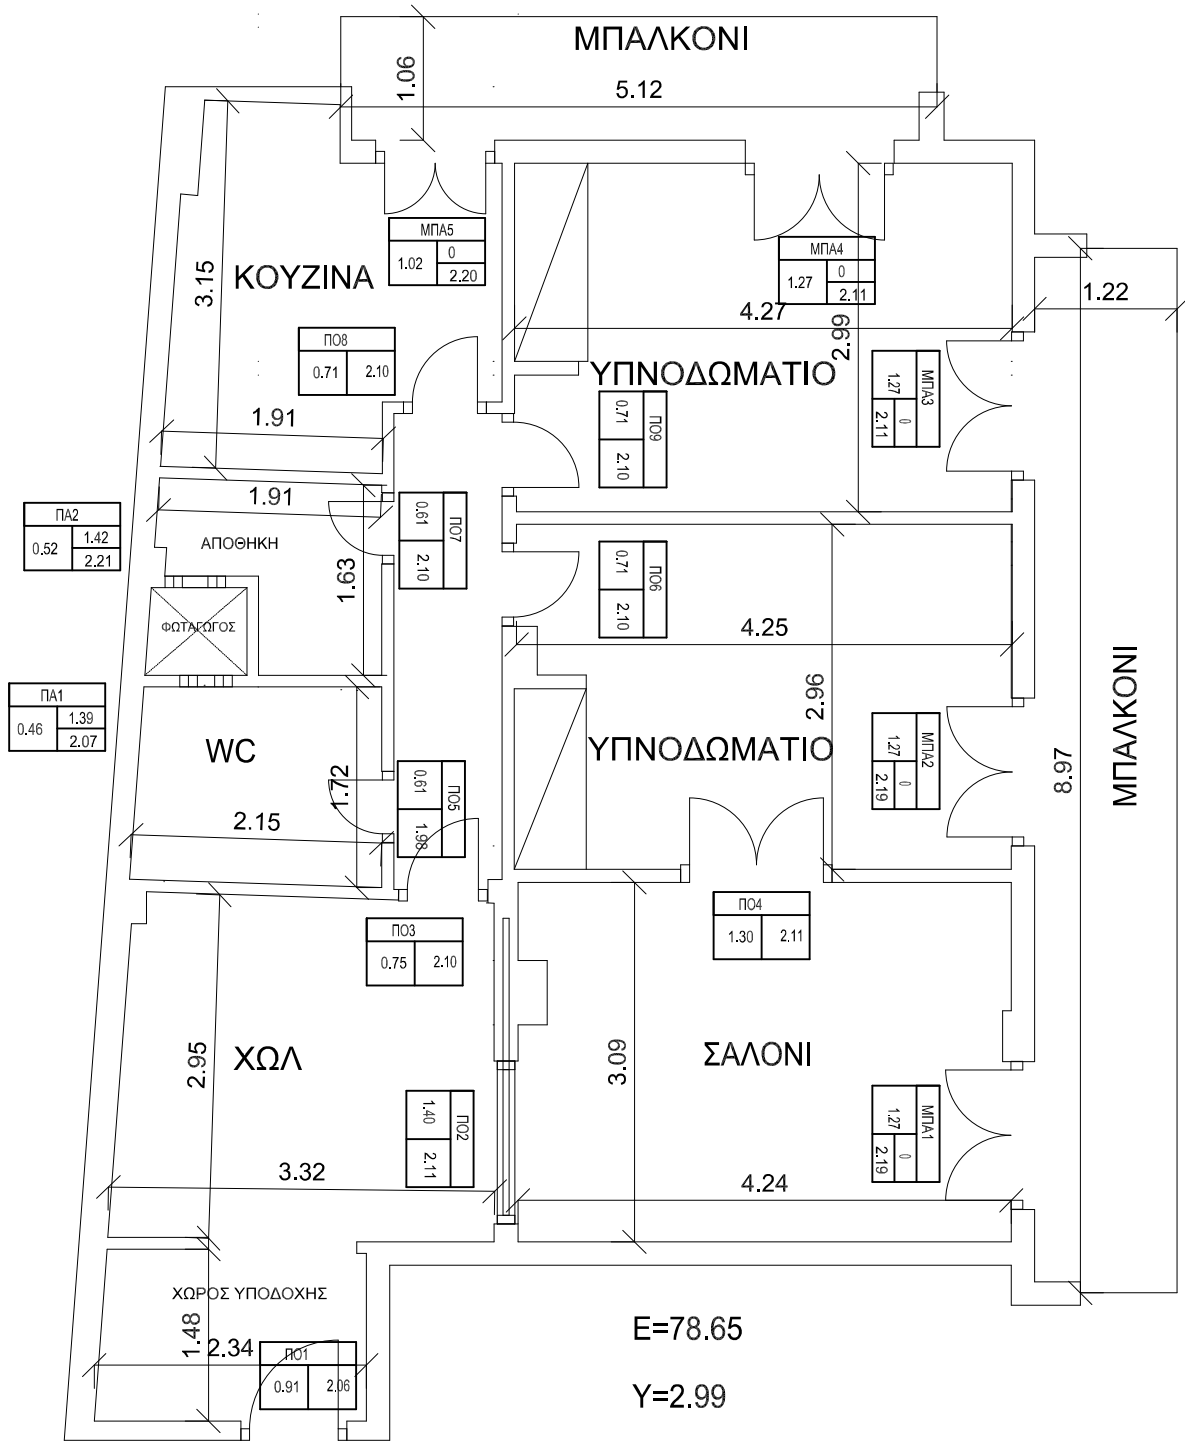 ΜΠΑΛΚΟΝΙ
1.06
5.12
ΜΠΑ5
1.02
0
2.20
ΜΠΑ4
1.27
0
2.11
ΚΟΥΖΙΝΑ
3.15
1.22
4.27
2.99
ΠΟ8
0.71
2.10
ΥΠΝΟΔΩΜΑΤΙΟ
ΜΠΑ3
1.27
0
2.11
ΠΟ9
0.71
2.10
1.91
1.91
ΠΟ7
0.61
2.10
ΠΑ2
0.52
1.42
2.21
ΑΠΟΘΗΚΗ
1.63
ΠΟ6
0.71
2.10
ΦΩΤΑΓΩΓΟΣ
4.25
ΠΑ1
0.46
1.39
2.07
2.96
ΜΠΑΛΚΟΝΙ
WC
ΥΠΝΟΔΩΜΑΤΙΟ
ΜΠΑ2
1.27
0
2.19
8.97
1.72
2.15
ΠΟ5
0.61
1.98
ΠΟ4
1.30
2.11
ΠΟ3
0.75
2.10
2.95
ΧΩΛ
3.09
ΣΑΛΟΝΙ
ΠΟ2
1.40
2.11
ΜΠΑ1
1.27
0
2.19
3.32
4.24
ΧΩΡΟΣ ΥΠΟΔΟΧΗΣ
1.48
2.34
ΠΟ1
0.91
2.06
E=78.65
Y=2.99